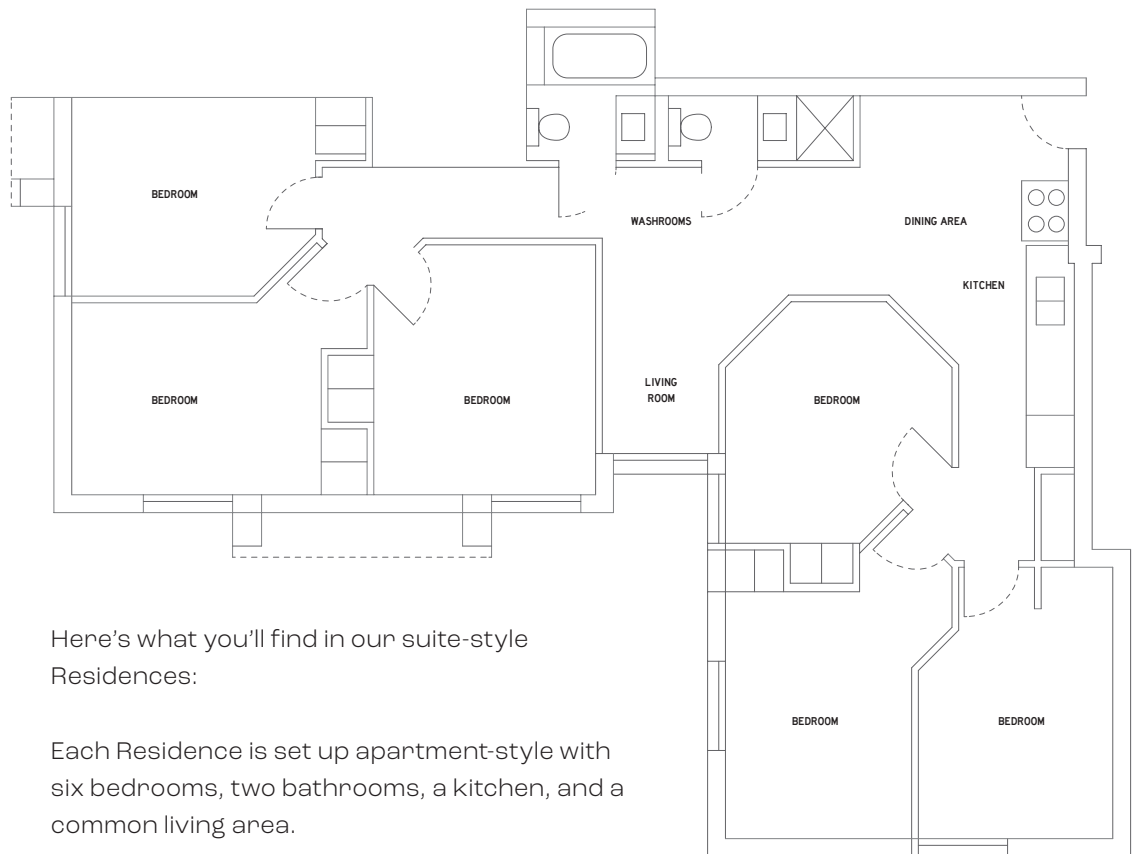 BEDROOM
WASHROOMS
DINING AREA
KITCHEN
LIVING
ROOM
BEDROOM
BEDROOM
BEDROOM
BEDROOM
BEDROOM
Here’s what you’ll find in our suite-style
Residences:
Each Residence is set up apartment-style with
six bedrooms, two bathrooms, a kitchen, and a
common living area.